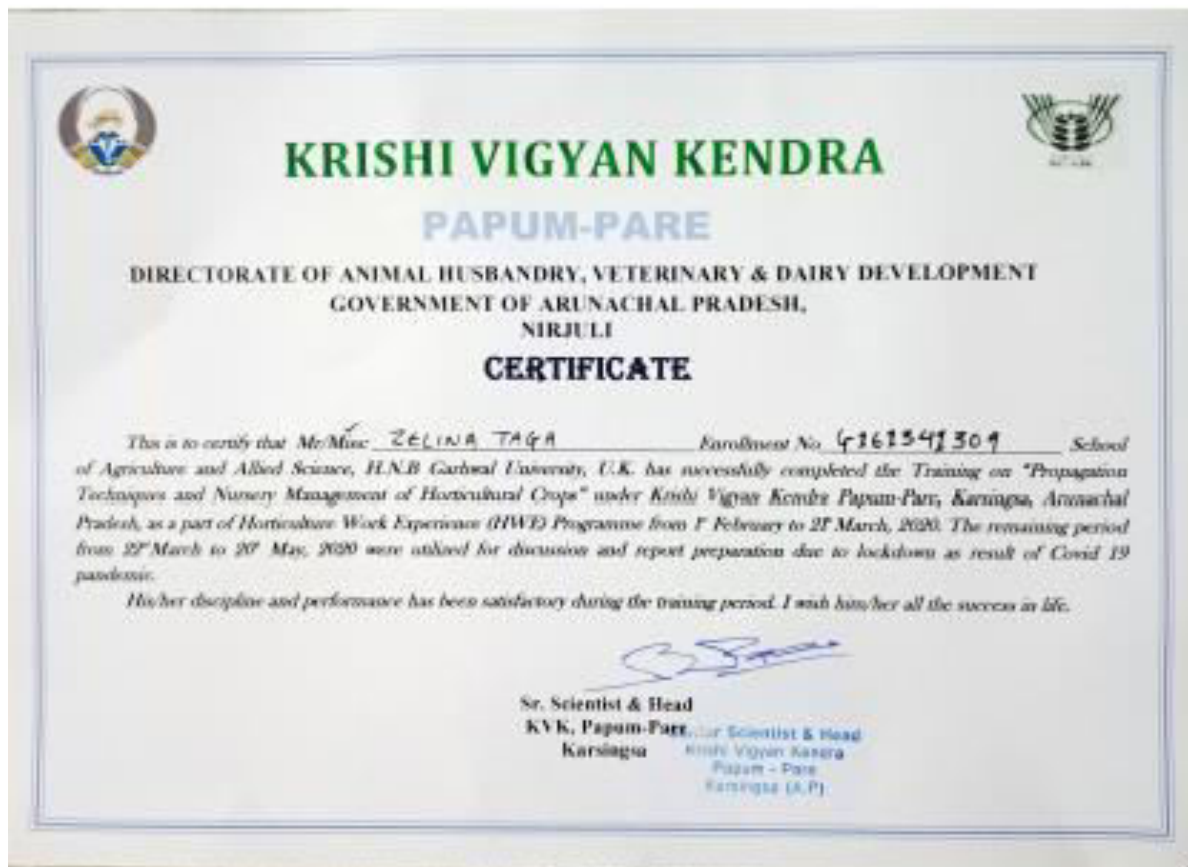 KRISHI VIGYAN KENDRA
PAPUM-PARE
DIRECTORATE OF ANIMAL HUSBANDRY, VETERINARY & DAIRY DEVELOPMENT
GOVERNMENT OF ARUNACHAL PRADESH,
NIRJULI
CERTIFICATE
This is to certify that Mr/Miss ZELINA TAGA Enrollment No School
of Agriculture and Allied Science, H.N.B Garhwal University, U.K. has successfully completed the Training on "Propagation
Techniques and Nursery Management of Horticultural Crops" under Krishi Vigyan Kendra Papum-Pare, Karsingsa, Arunachal
Pradesh, as a part of Horticulture Work Experience (HWE) Programme from February to March, 2020. The remaining period
from 22nd March to 20th May, 2020 were utilized for discussion and report preparation due to lockdown as result of Covid 19
pandemic.
His/her discipline and performance has been satisfactory during the training period. I wish him/her all the success in life.
Sr. Scientist & Head
KVK, Papum-Pare
Karsingsa
Scientist & Head
Krishi Vigyan Kendra
Papum - Pare
Karsingsa (A.P)